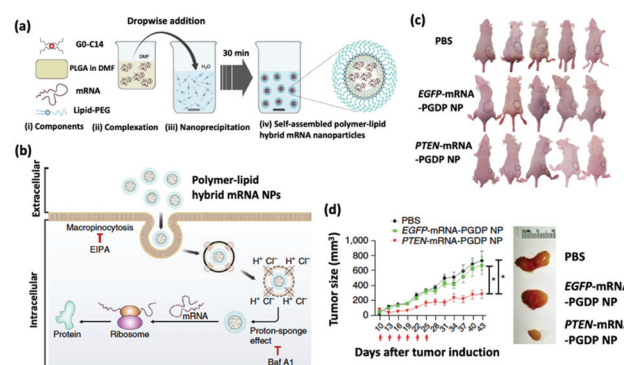 (a)
Dropwise addition
G0-C14
PLGA in DMF
mRNA
Lipid-PEG
DMF
H₂O
30 min
(i) Components
(ii) Complexation
(iii) Nanoprecipitation
(iv) Self-assembled polymer-lipid
hybrid mRNA nanoparticles
(b)
Extracellular
Intracellular
Polymer-lipid
hybrid mRNA NPs
Macropinocytosis
EIPA
H⁺ Cl⁻
H⁺ Cl⁻
H⁺ Cl⁻
H⁺ Cl⁻
Protein
Ribosome
mRNA
Proton-sponge
effect
Baf A1
(c)
PBS
EGFP-mRNA
-PGDP NP
PTEN-mRNA
-PGDP NP
(d)
PBS
EGFP-mRNA-PGDP NP
PTEN-mRNA-PGDP NP
Tumor size (mm³)
1,000
800
600
400
200
0
10 13 16 19 22 25 28 31 34 37 40 43
Days after tumor induction
* *
PBS
EGFP-mRNA
-PGDP NP
PTEN-mRNA
-PGDP NP